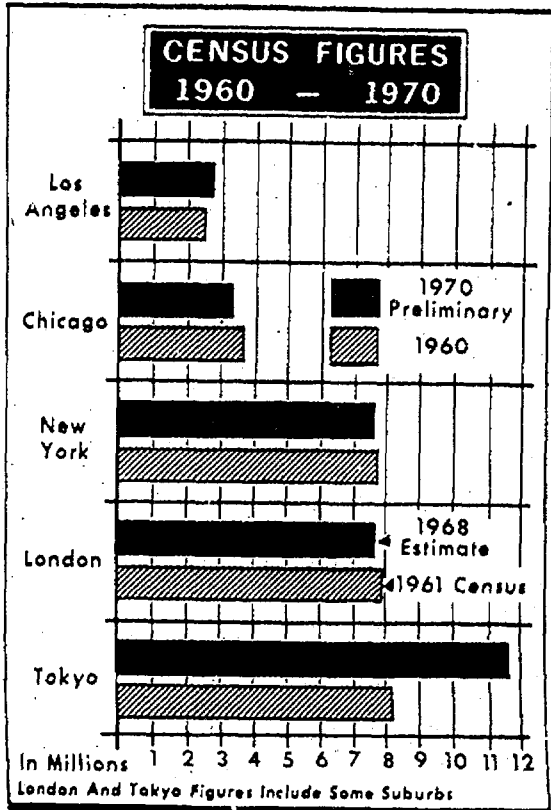 CENSUS FIGURES
1960 — 1970
Los
Angeles
Chicago
1970
Preliminary
1960
New
York
London
1968
Estimate
1961 Census
Tokyo
In Millions 1 2 3 4 5 6 7 8 9 10 11 12
London And Tokyo Figures Include Some Suburbs